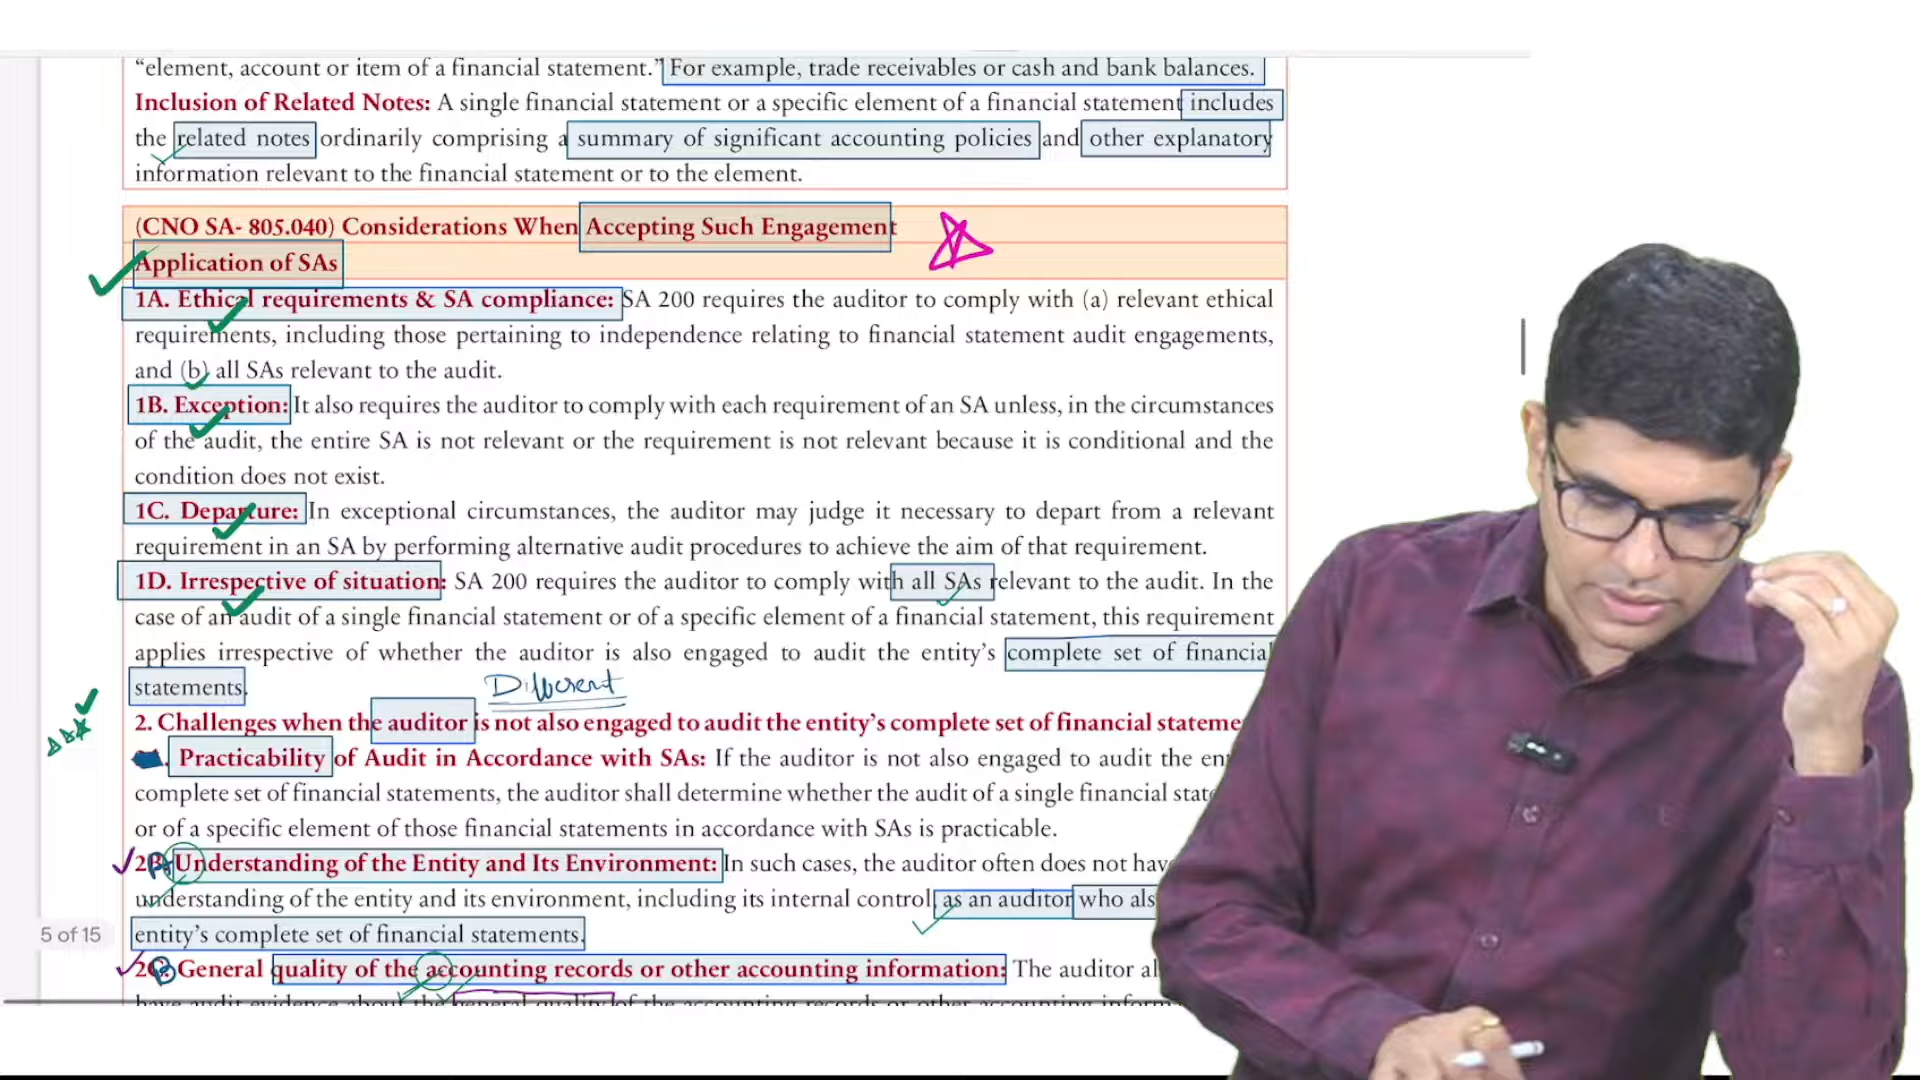 “element, account or item of a financial statement.” For example, trade receivables or cash and bank balances.
Inclusion of Related Notes: A single financial statement or a specific element of a financial statement includes
the related notes ordinarily comprising a summary of significant accounting policies and other explanatory
information relevant to the financial statement or to the element.
(CNO SA- 805.040) Considerations When Accepting Such Engagement
Application of SAs
1A. Ethical requirements & SA compliance: SA 200 requires the auditor to comply with (a) relevant ethical
requirements, including those pertaining to independence relating to financial statement audit engagements,
and (b) all SAs relevant to the audit.
1B. Exception: It also requires the auditor to comply with each requirement of an SA unless, in the circumstances
of the audit, the entire SA is not relevant or the requirement is not relevant because it is conditional and the
condition does not exist.
1C. Departure: In exceptional circumstances, the auditor may judge it necessary to depart from a relevant
requirement in an SA by performing alternative audit procedures to achieve the aim of that requirement.
1D. Irrespective of situation: SA 200 requires the auditor to comply with all SAs relevant to the audit. In the
case of an audit of a single financial statement or of a specific element of a financial statement, this requirement
applies irrespective of whether the auditor is also engaged to audit the entity’s complete set of financial
statements.
Different
2. Challenges when the auditor is not also engaged to audit the entity’s complete set of financial
Practicability of Audit in Accordance with SAs: If the auditor is not also engaged to audit the
complete set of financial statements, the auditor shall determine whether the audit of a single financial
or of a specific element of those financial statements in accordance with SAs is practicable.
2B. Understanding of the Entity and Its Environment: In such cases, the auditor often does not have
understanding of the entity and its environment, including its internal control, as an auditor who
entity’s complete set of financial statements.
5 of 15
2C. General quality of the accounting records or other accounting information: The auditor
have audit evidence about the general quality of the accounting records or other accounting